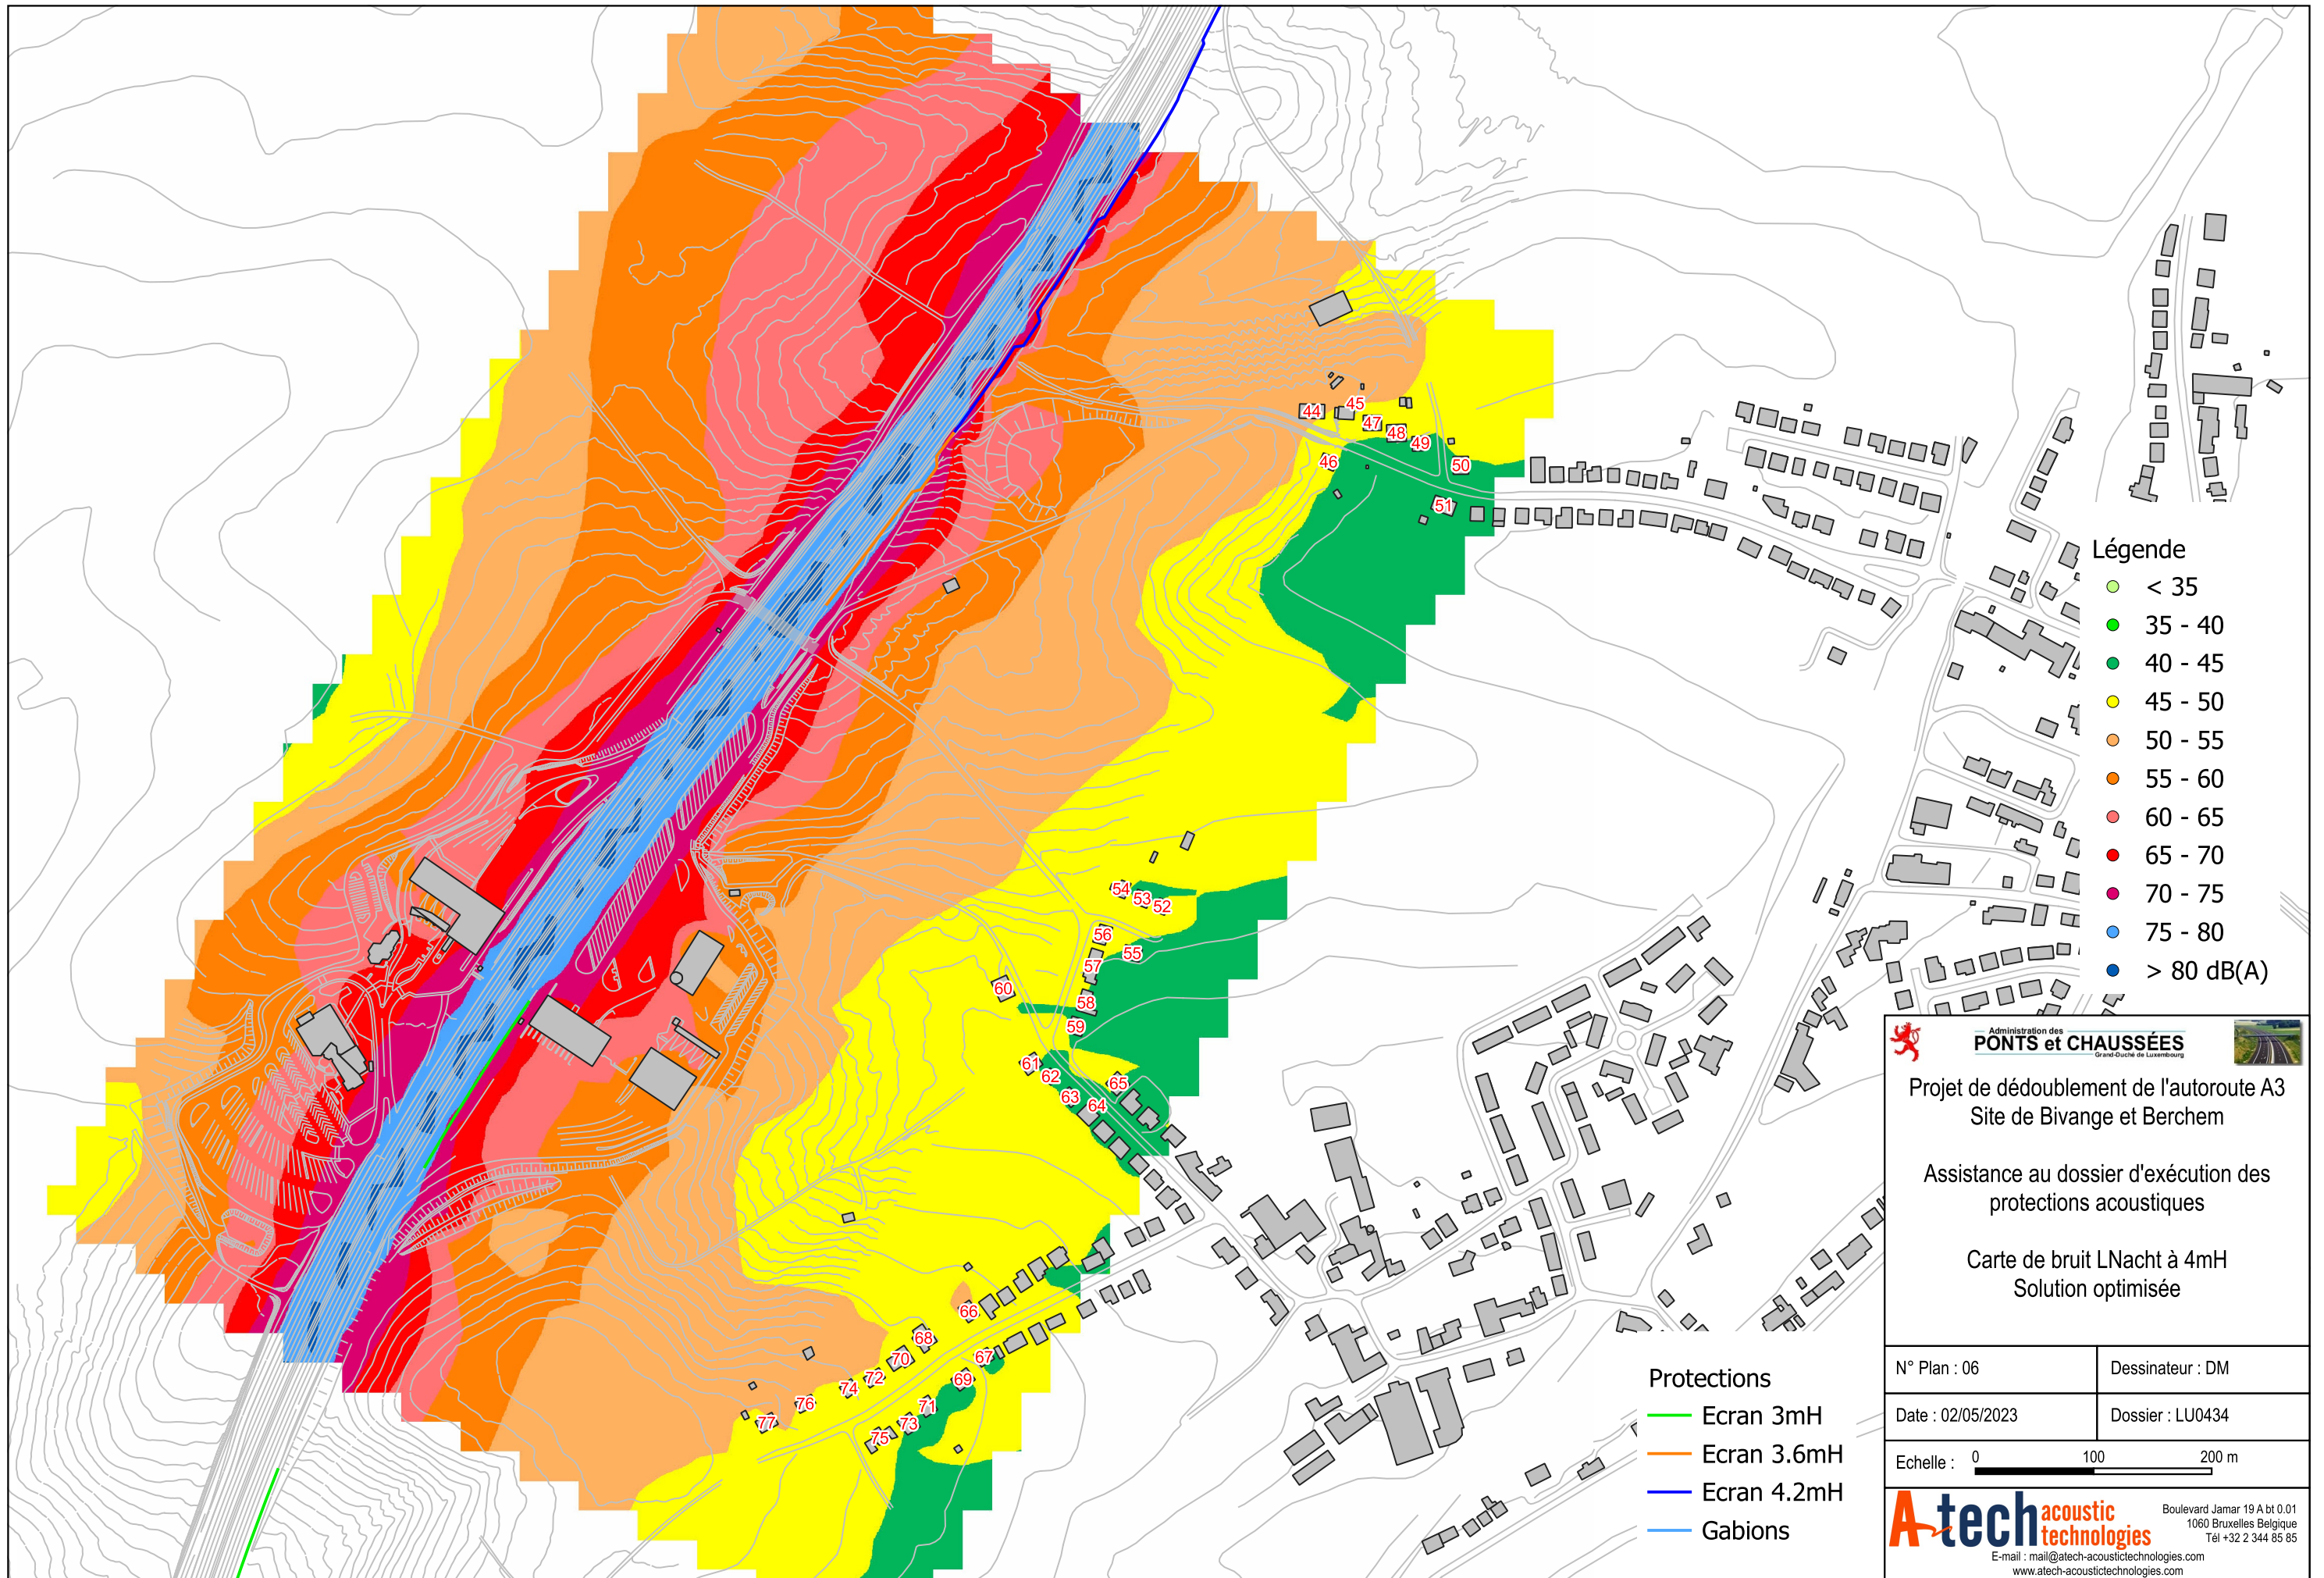 44
45
47
48
49
46
50
51
54
53
52
56
55
57
60
58
59
61
62
65
63
64
66
68
67
70
72
69
74
76
71
77
73
75
Légende
< 35
35 - 40
40 - 45
45 - 50
50 - 55
55 - 60
60 - 65
65 - 70
70 - 75
75 - 80
> 80 dB(A)
Protections
Ecran 3mH
Ecran 3.6mH
Ecran 4.2mH
Gabions
Administration des
PONTS et CHAUSSÉES
Grand-Duché de Luxembourg
Projet de dédoublement de l'autoroute A3
Site de Bivange et Berchem
Assistance au dossier d'exécution des
protections acoustiques
Carte de bruit LNacht à 4mH
Solution optimisée
N° Plan : 06
Dessinateur : DM
Date : 02/05/2023
Dossier : LU0434
Echelle : 0 100 200 m
A-tech acoustic technologies
Boulevard Jamar 19 A bt 0.01
1060 Bruxelles Belgique
Tél +32 2 344 85 85
E-mail : mail@atech-acoustictechnologies.com
www.atech-acoustictechnologies.com